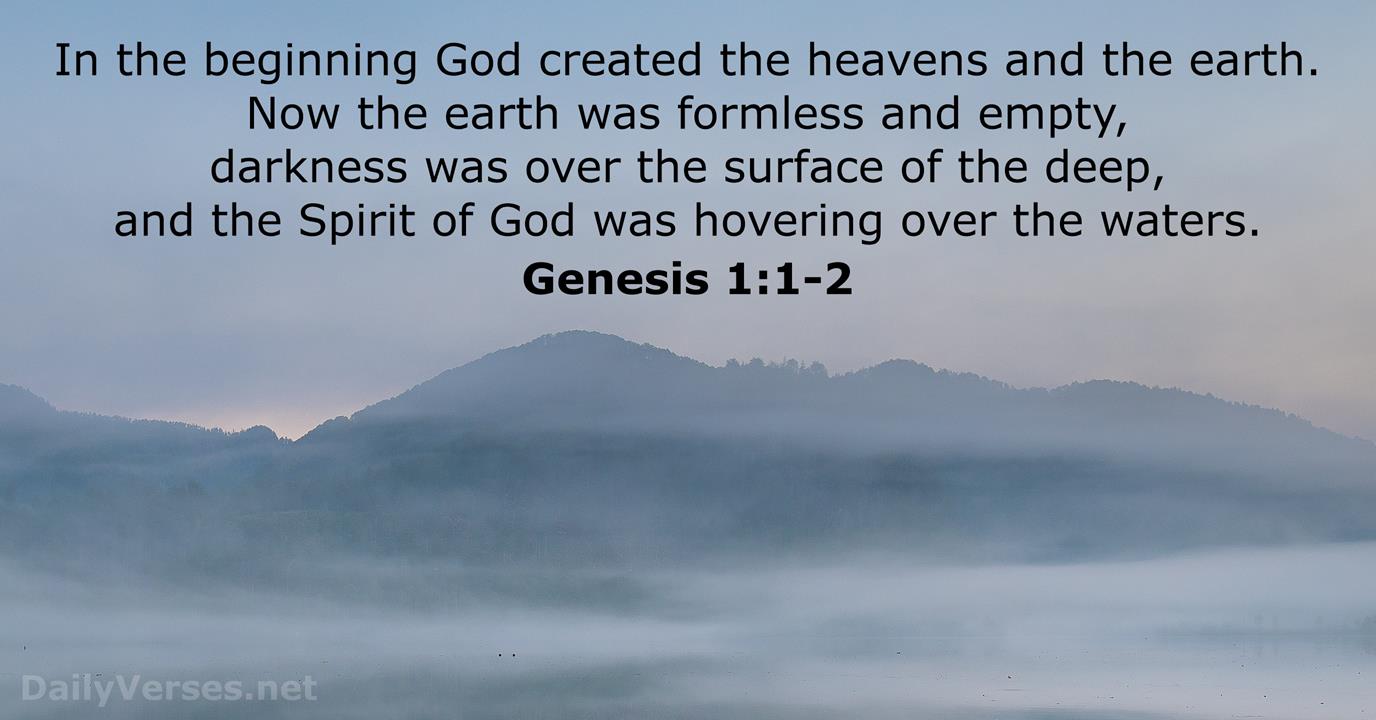 In the beginning God created the heavens and the earth.
Now the earth was formless and empty,
darkness was over the surface of the deep,
and the Spirit of God was hovering over the waters.
Genesis 1:1-2
DailyVerses.net